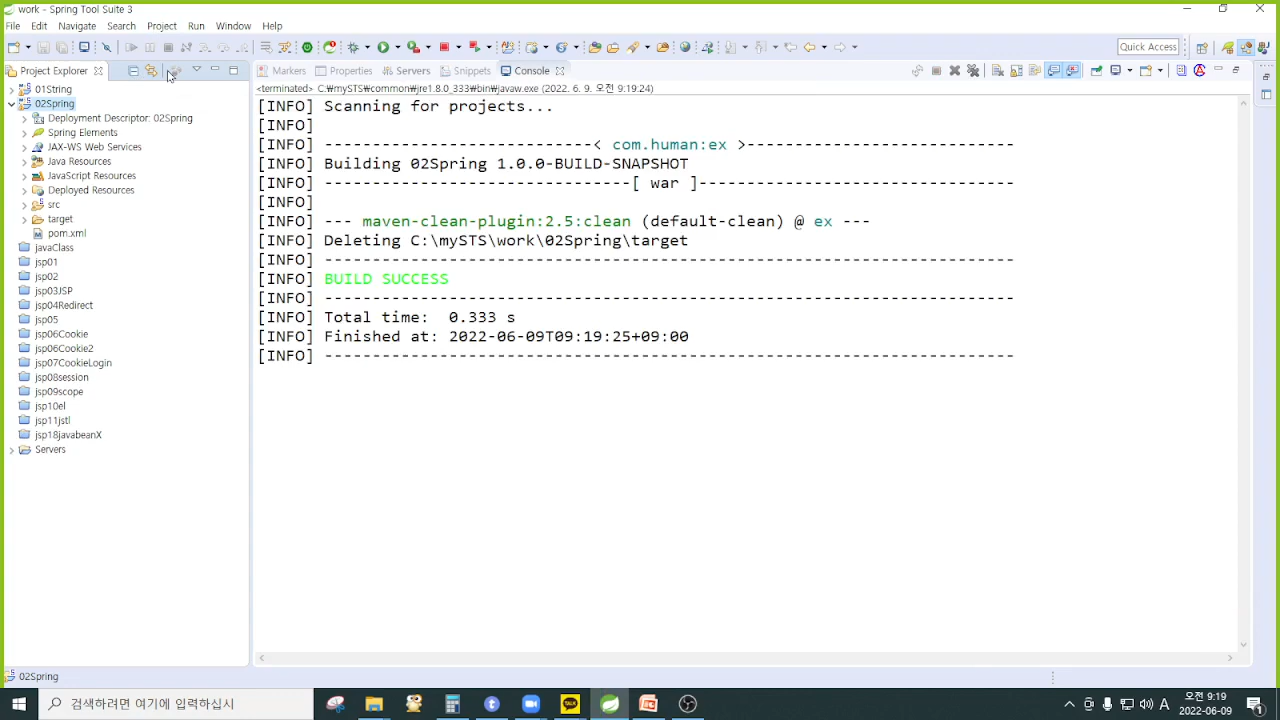 work - Spring Tool Suite 3
File Edit Navigate Search Project Run Window Help
Quick Access
Project Explorer
Markers Properties Servers Snippets Console
<terminated> C:₩mySTS₩common₩jre1.8.0_333₩bin₩javaw.exe (2022. 6. 9. 오전 9:19:24)
01String
02Spring
Deployment Descriptor: 02Spring
Spring Elements
JAX-WS Web Services
Java Resources
JavaScript Resources
Deployed Resources
src
target
pom.xml
javaClass
jsp01
jsp02
jsp03JSP
jsp04Redirect
jsp05
jsp06Cookie
jsp06Cookie2
jsp07CookieLogin
jsp08session
jsp09scope
jsp10el
jsp11jstl
jsp18javabeanX
Servers
[INFO] Scanning for projects...
[INFO]
[INFO] ----------------------------< com.human:ex >----------------------------
[INFO] Building 02Spring 1.0.0-BUILD-SNAPSHOT
[INFO] --------------------------------[ war ]---------------------------------
[INFO]
[INFO] --- maven-clean-plugin:2.5:clean (default-clean) @ ex ---
[INFO] Deleting C:\mySTS\work\02Spring\target
[INFO] ------------------------------------------------------------------------
[INFO] BUILD SUCCESS
[INFO] ------------------------------------------------------------------------
[INFO] Total time:  0.333 s
[INFO] Finished at: 2022-06-09T09:19:25+09:00
[INFO] ------------------------------------------------------------------------
02Spring
검색하려면 여기에 입력하십시
TALK
A
오전 9:19
2022-06-09
1